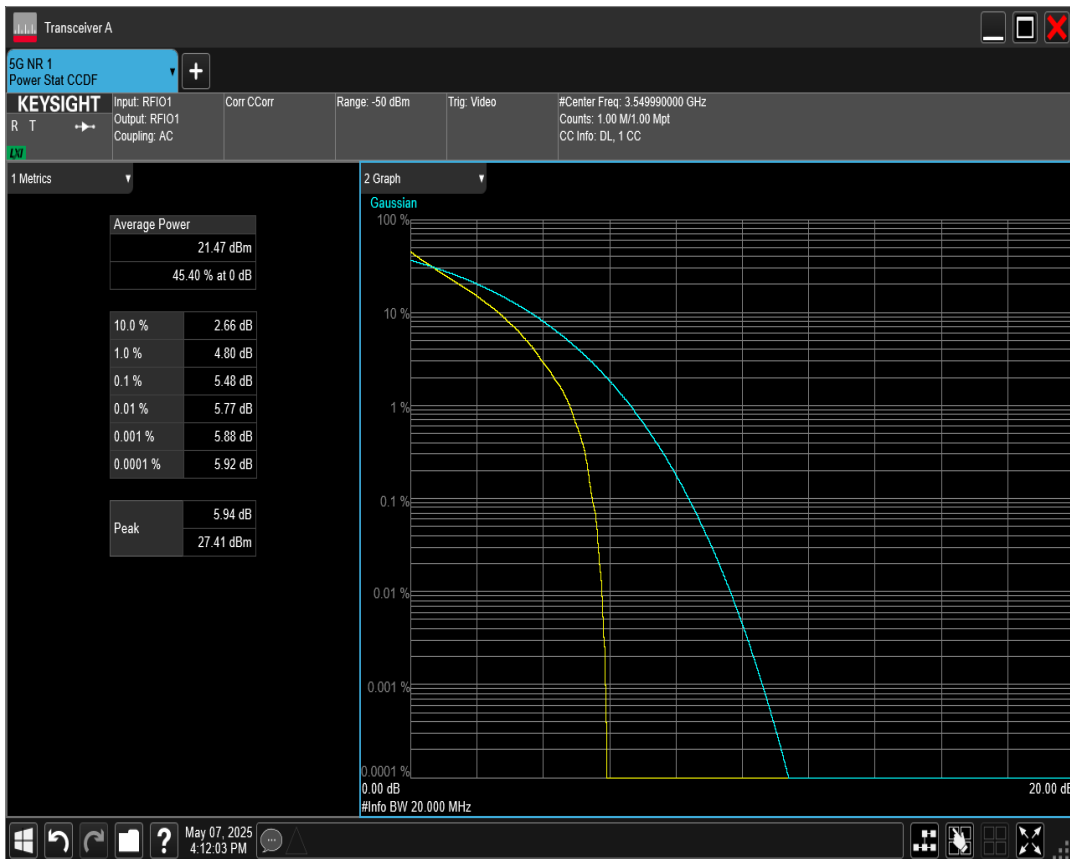 Transceiver A
5G NR 1
Power Stat CCDF
+
KEYSIGHT
R T
LXI
Input: RFIO1
Output: RFIO1
Coupling: AC
Corr CCorr
Range: -50 dBm
Trig: Video
#Center Freq: 3.549990000 GHz
Counts: 1.00 M/1.00 Mpt
CC Info: DL, 1 CC
1 Metrics
Average Power
21.47 dBm
45.40 % at 0 dB
10.0 % 2.66 dB
1.0 % 4.80 dB
0.1 % 5.48 dB
0.01 % 5.77 dB
0.001 % 5.88 dB
0.0001 % 5.92 dB
Peak
5.94 dB
27.41 dBm
2 Graph
Gaussian
100 %
10 %
1 %
0.1 %
0.01 %
0.001 %
0.0001 %
0.00 dB 20.00 dB
#Info BW 20.000 MHz
?
May 07, 2025
4:12:03 PM